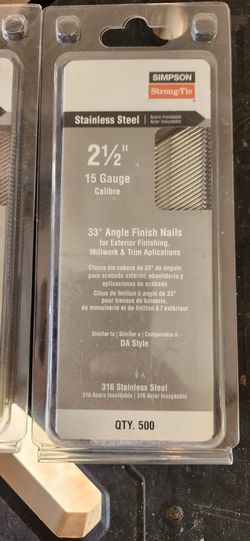 SIMPSON
Strong-Tie
Stainless Steel | Acero Inoxidable
Acier Inoxydable
2½"
15 Gauge
Calibre
33° Angle Finish Nails
for Exterior Finishing,
Millwork & Trim Aplications
Clavos sin cabeza de 33° de ángulo
para acabado exterior, ebanistería y
aplicaciones de acabado
Clous de finition à angle de 33°
pour travaux de boiserie,
de menuiserie et de finition à l'extérieur
Similar to | Similar a | Comparable à
DA Style
316 Stainless Steel
316 Acero Inoxidable | 316 Acier Inoxydable
QTY. 500